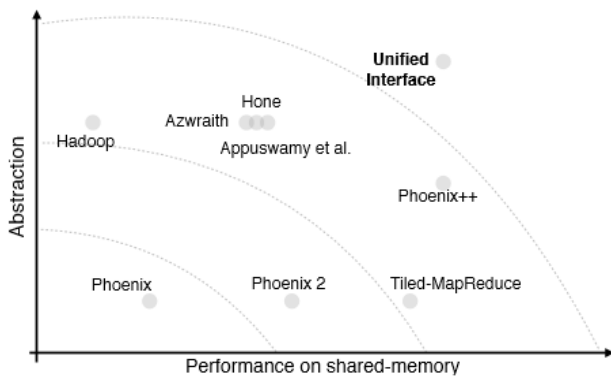 Unified
Interface
Hone
Azwraith
Hadoop
Appuswamy et al.
Phoenix++
Phoenix
Phoenix 2
Tiled-MapReduce
Abstraction
Performance on shared-memory